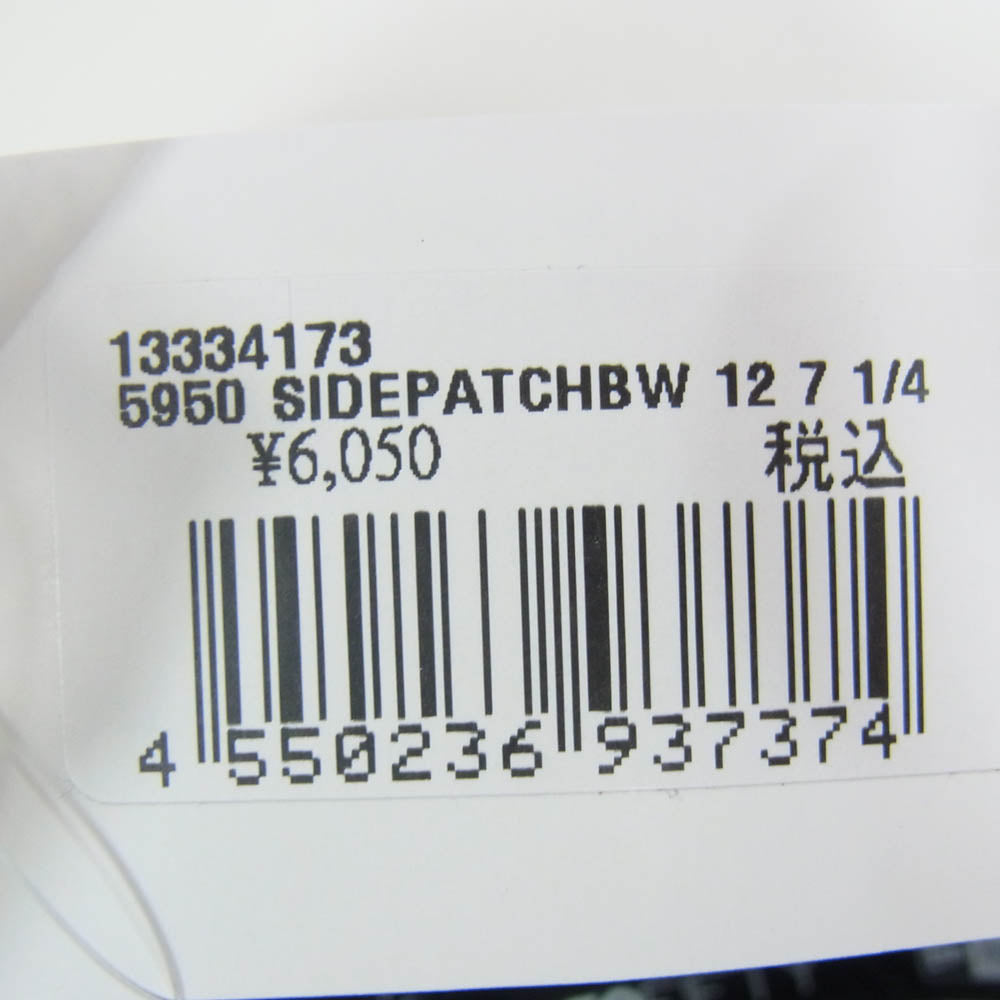 13334173
5950 SIDEPATCHBW 12 7 1/4
¥6,050 税込
4 550236 937374